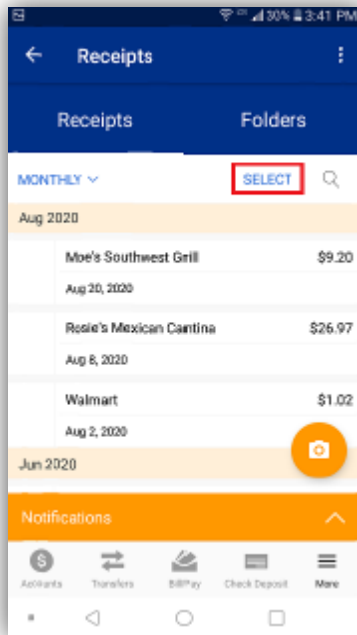 30% 3:41 PM
Receipts
Receipts Folders
MONTHLY SELECT
Aug 2020
Moe's Southwest Grill $9.20
Aug 20, 2020
Rosie's Mexican Cantina $26.97
Aug 8, 2020
Walmart $1.02
Aug 2, 2020
Jun 2020
Notifications
Accounts Transfers BillPay Check Deposit More